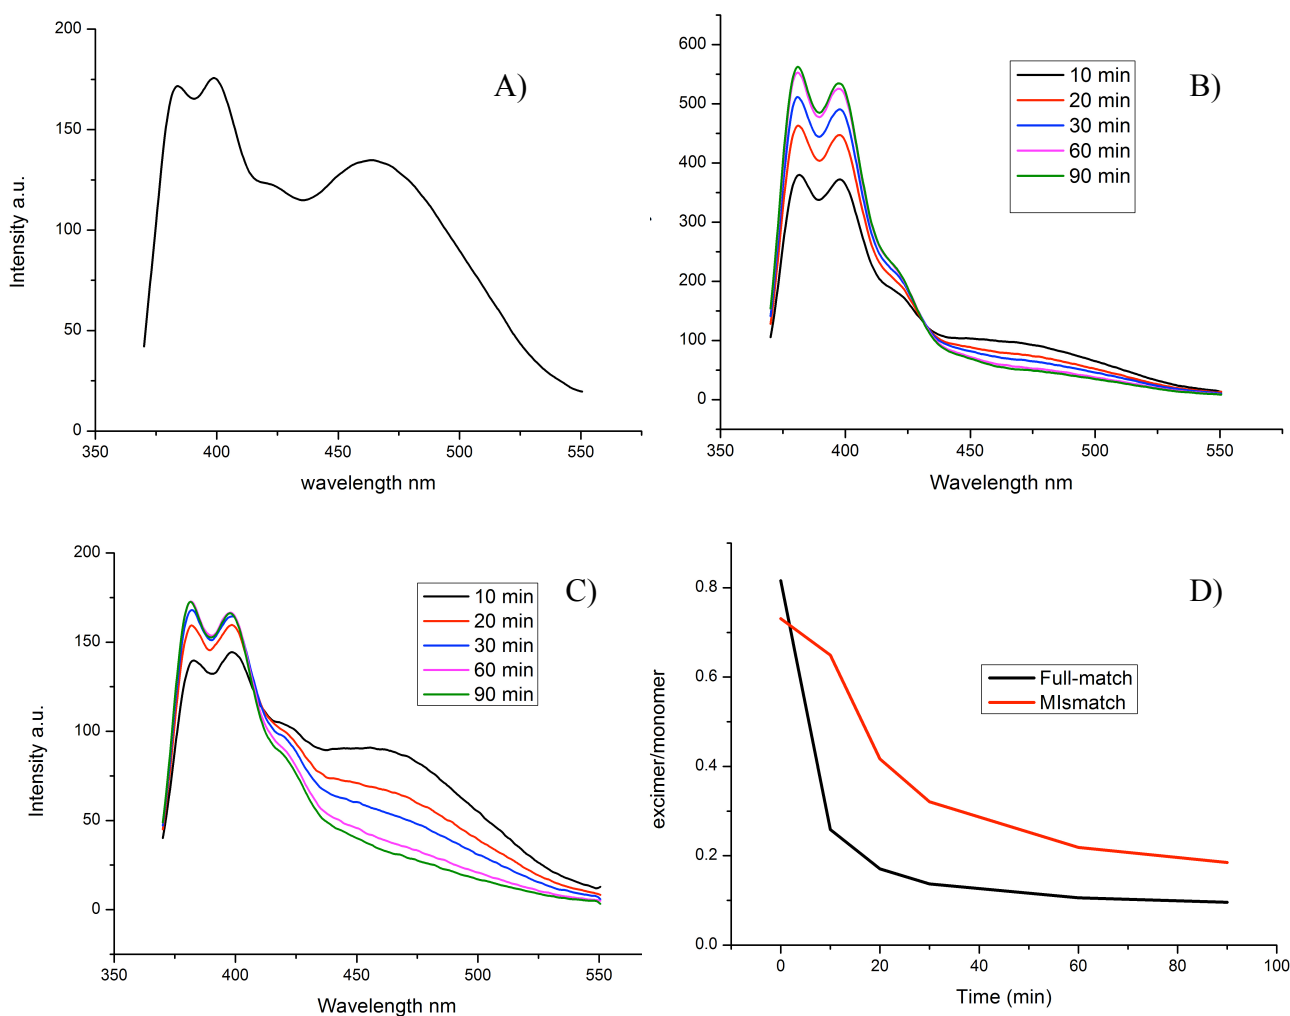 A)
200
150
100
50
0
350
400
450
500
550
wavelength nm
Intensity a.u.
B)
600
500
400
300
200
100
0
350
400
450
500
550
Wavelength nm
10 min
20 min
30 min
60 min
90 min
C)
200
150
100
50
0
350
400
450
500
550
Wavelength nm
Intensity a.u.
10 min
20 min
30 min
60 min
90 min
D)
0.8
0.6
0.4
0.2
0.0
0
20
40
60
80
100
Time (min)
excimer/monomer
Full-match
MIsmatch